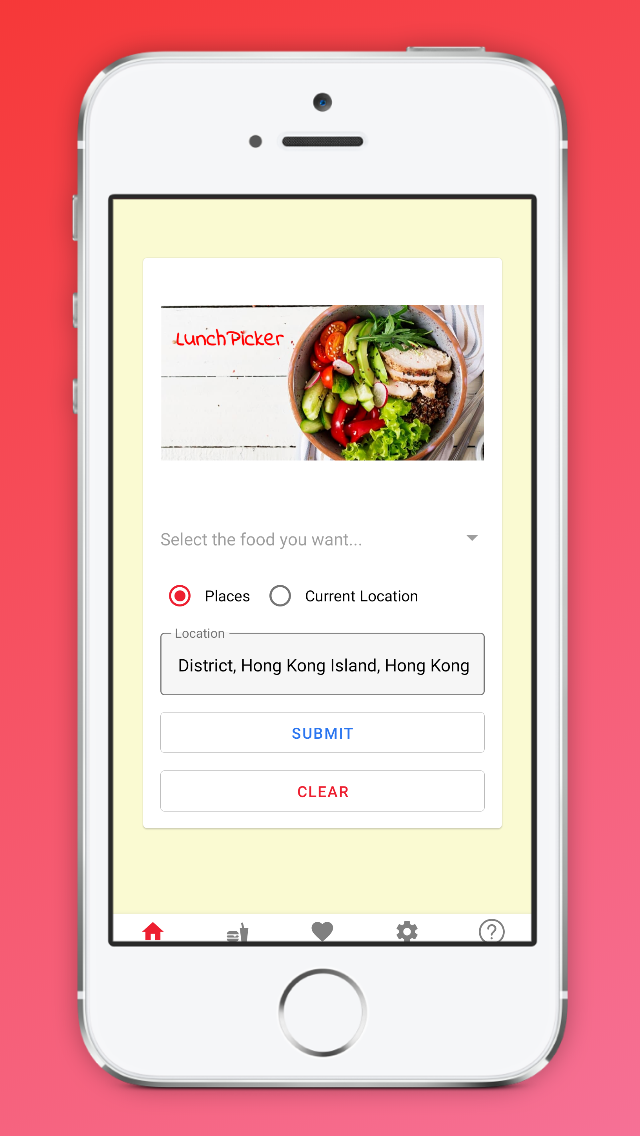 LunchPicker
Select the food you want...
Places Current Location
Location
District, Hong Kong Island, Hong Kong
SUBMIT
CLEAR
?